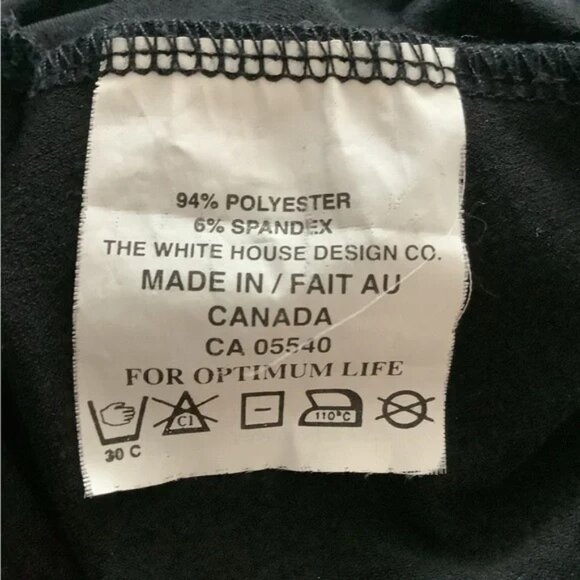 94% POLYESTER
6% SPANDEX
THE WHITE HOUSE DESIGN CO.
MADE IN / FAIT AU
CANADA
CA 05540
FOR OPTIMUM LIFE
Cl 110°C
30 C